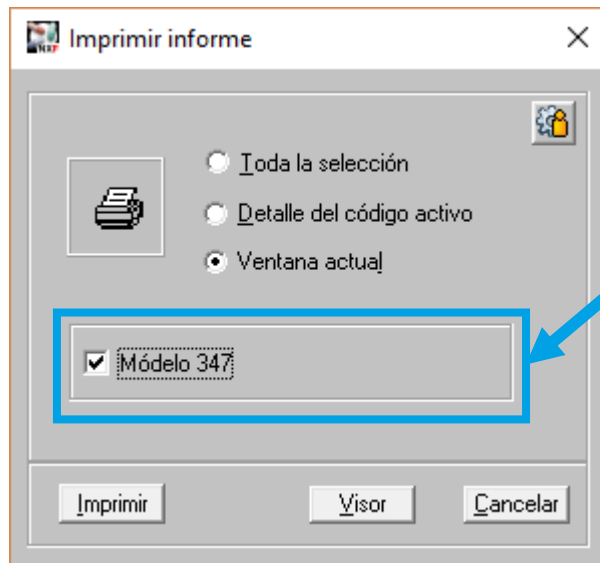 Imprimir informe
Toda la selección
Detalle del código activo
Ventana actual
Módelo 347
Imprimir Visor Cancelar